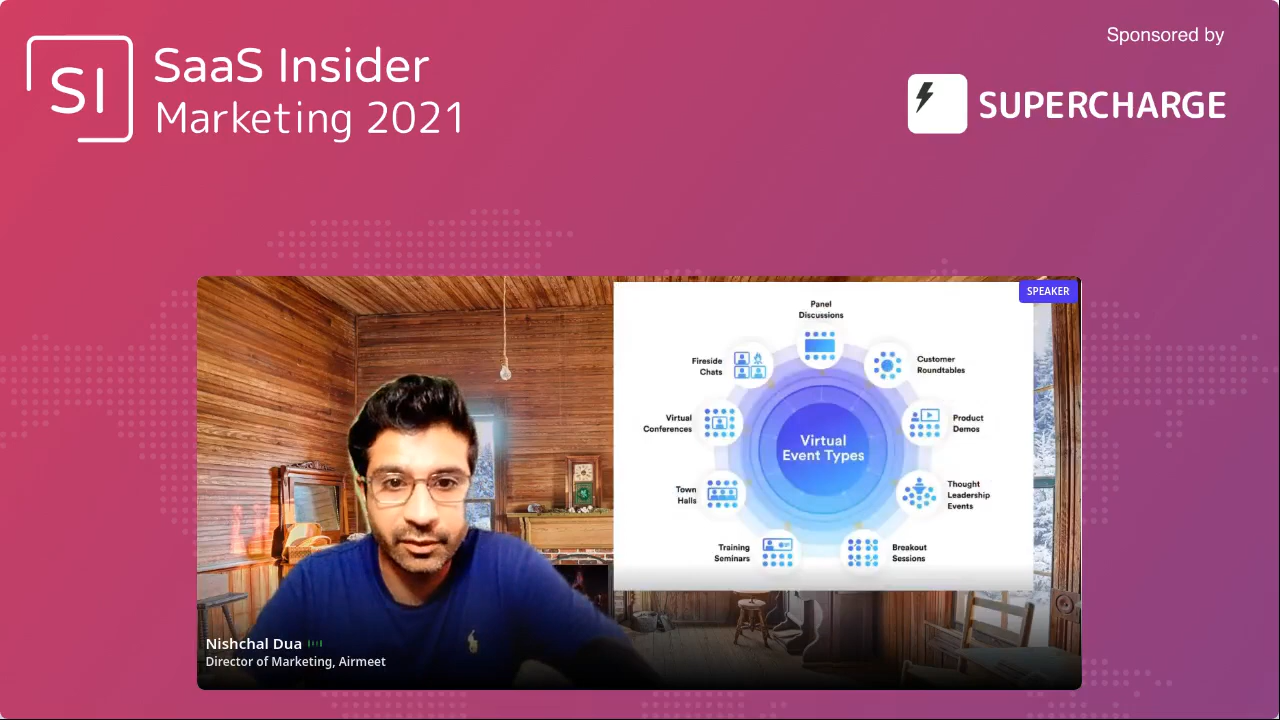 SI
SaaS Insider
Marketing 2021
Sponsored by
SUPERCHARGE
SPEAKER
Panel
Discussions
Fireside
Chats
Customer
Roundtables
Virtual
Conferences
Product
Demos
Virtual
Event Types
Town
Halls
Thought
Leadership
Events
Training
Seminars
Breakout
Sessions
Nishchal Dua
Director of Marketing, Airmeet